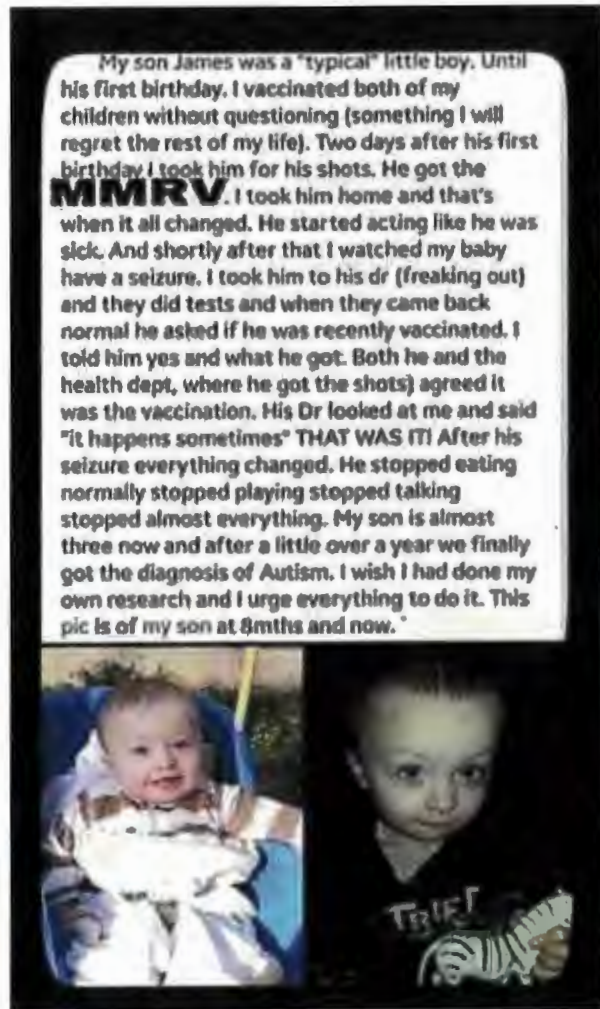 My son James was a "typical" little boy. Until
his first birthday. I vaccinated both of my
children without questioning (something I will
regret the rest of my life). Two days after his first
birthday I took him for his shots. He got the
MMRV. I took him home and that's
when it all changed. He started acting like he was
sick. And shortly after that I watched my baby
have a seizure. I took him to his dr (freaking out)
and they did tests and when they came back
normal he asked if he was recently vaccinated. I
told him yes and what he got. Both he and the
health dept, where he got the shots) agreed it
was the vaccination. His Dr looked at me and said
"it happens sometimes" THAT WAS IT! After his
seizure everything changed. He stopped eating
normally stopped playing stopped talking
stopped almost everything. My son is almost
three now and after a little over a year we finally
got the diagnosis of Autism. I wish I had done my
own research and I urge everything to do it. This
pic is of my son at 8mths and now. "